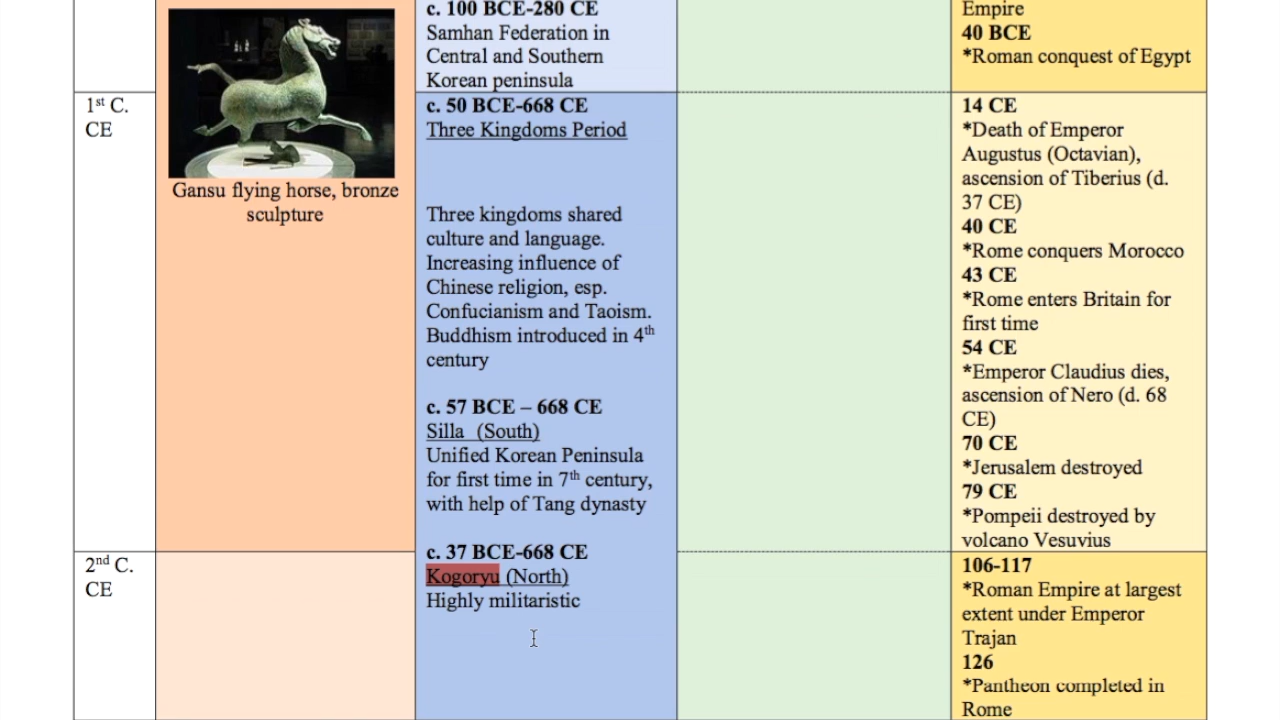 c. 100 BCE-280 CE
Samhan Federation in
Central and Southern
Korean peninsula
Empire
40 BCE
*Roman conquest of Egypt
1st C.
CE
Gansu flying horse, bronze
sculpture
c. 50 BCE-668 CE
Three Kingdoms Period
Three kingdoms shared
culture and language.
Increasing influence of
Chinese religion, esp.
Confucianism and Taoism.
Buddhism introduced in 4th
century
c. 57 BCE – 668 CE
Silla (South)
Unified Korean Peninsula
for first time in 7th century,
with help of Tang dynasty
c. 37 BCE-668 CE
Kogoryu (North)
Highly militaristic
14 CE
*Death of Emperor
Augustus (Octavian),
ascension of Tiberius (d.
37 CE)
40 CE
*Rome conquers Morocco
43 CE
*Rome enters Britain for
first time
54 CE
*Emperor Claudius dies,
ascension of Nero (d. 68
CE)
70 CE
*Jerusalem destroyed
79 CE
*Pompeii destroyed by
volcano Vesuvius
2nd C.
CE
106-117
*Roman Empire at largest
extent under Emperor
Trajan
126
*Pantheon completed in
Rome